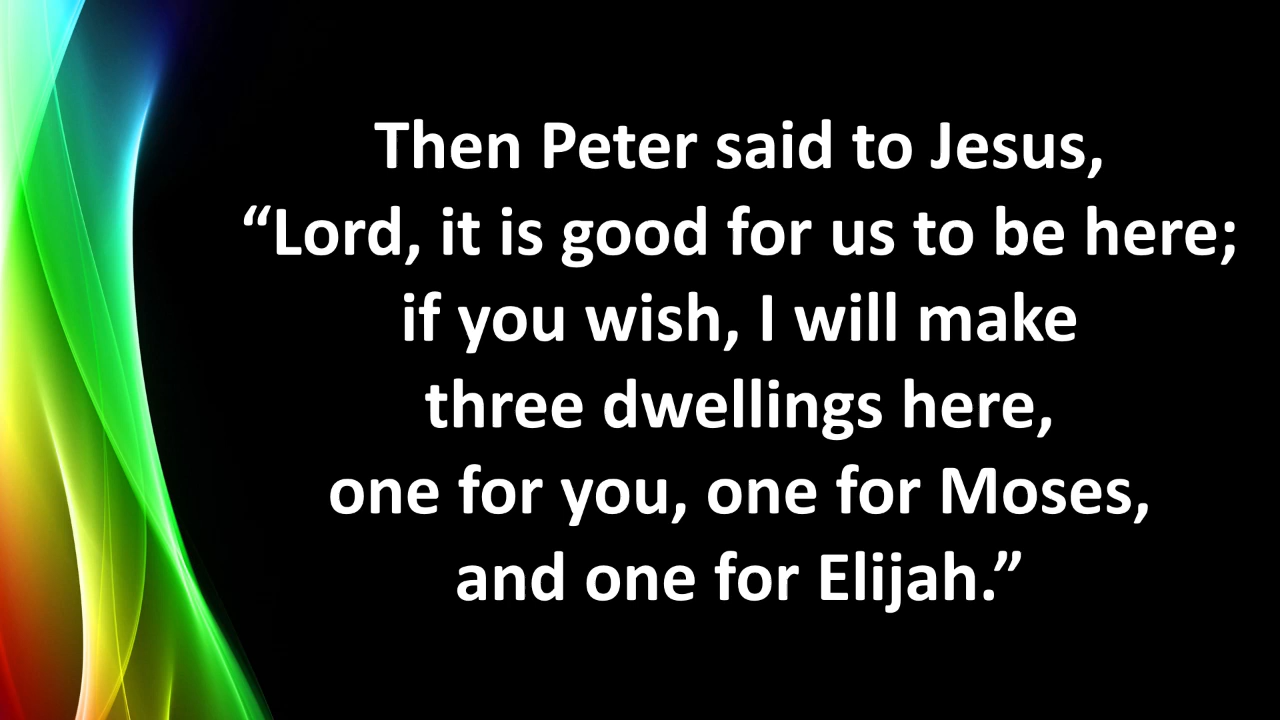 Then Peter said to Jesus,
“Lord, it is good for us to be here;
if you wish, I will make
three dwellings here,
one for you, one for Moses,
and one for Elijah.”